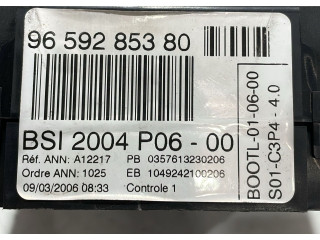 96 592 853 80
BSI 2004 P06 - 00
Réf. ANN: A12217 PB 0357613230206
Ordre ANN: 1025 EB 1049242100206
09/03/2006 08:33 Controle 1
BOOTL-01-06-00
S01-C3P4 - 4.0